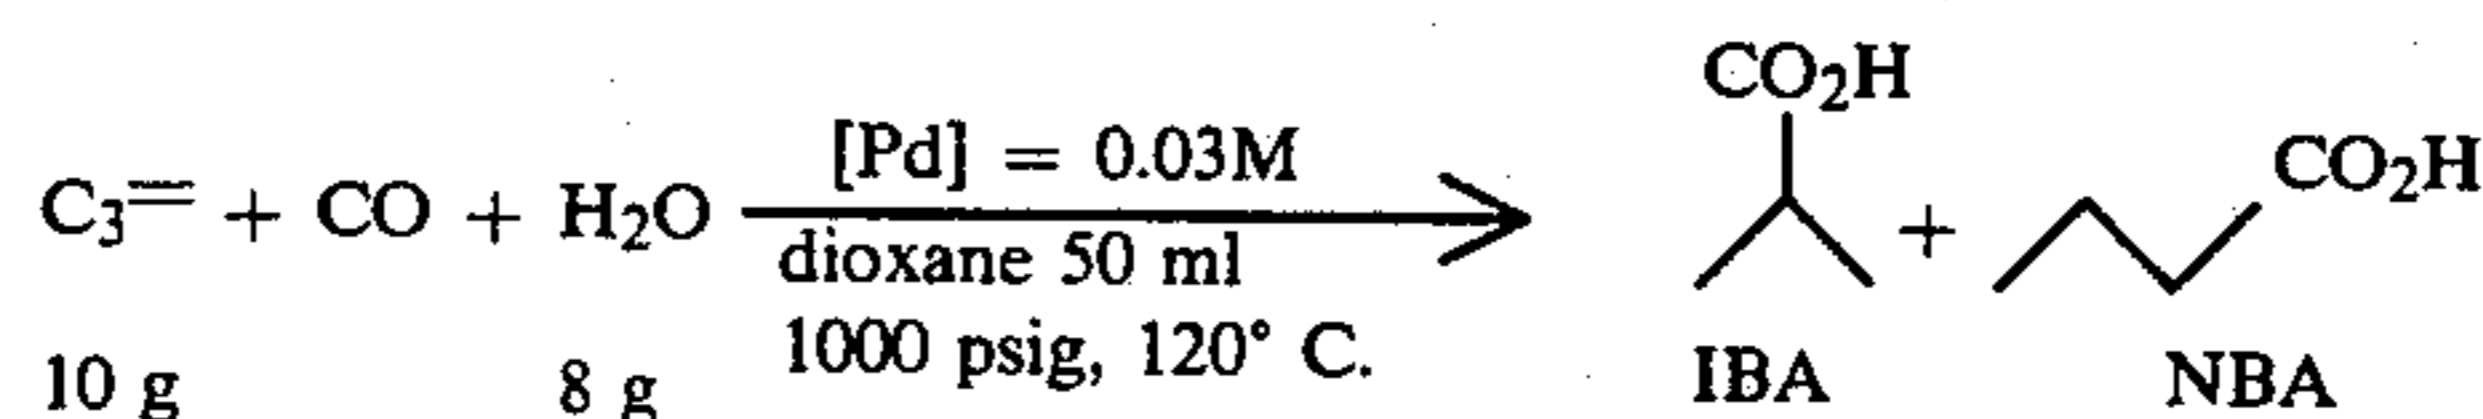 C₃⁼ + CO + H₂O [Pd] = 0.03M CO₂H + CO₂H
dioxane 50 ml
1000 psig, 120° C.
10 g 8 g IBA NBA